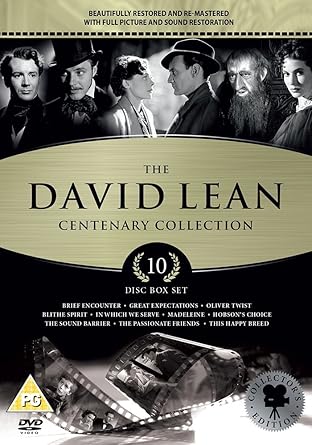 BEAUTIFULLY RESTORED AND RE-MASTERED
WITH FULL PICTURE AND SOUND RESTORATION
THE
DAVID LEAN
CENTENARY COLLECTION
10
DISC BOX SET
BRIEF ENCOUNTER • GREAT EXPECTATIONS • OLIVER TWIST
BLITHE SPIRIT • IN WHICH WE SERVE • MADELEINE • HOBSON'S CHOICE
THE SOUND BARRIER • THE PASSIONATE FRIENDS • THIS HAPPY BREED
PG
DVD
VIDEO
COLLECTOR'S
EDITION